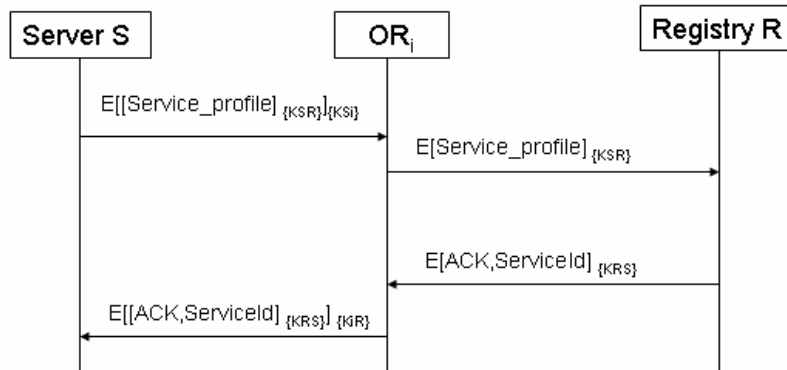 Server S
ORi
Registry R
E[[Service_profile] {KSR}]{KSi}
E[Service_profile] {KSR}
E[ACK,ServiceId] {KRS}
E[[ACK,ServiceId] {KRS}] {KiR}